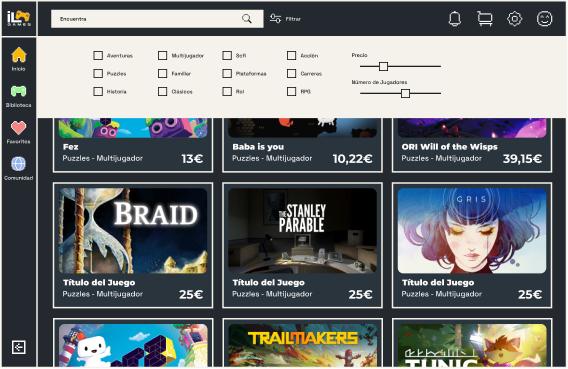 iLO
GAMES
Encuentra
Filtrar
Inicio
Biblioteca
Favoritos
Comunidad
Aventuras
Multijugador
Scifi
Acción
Precio
Puzzles
Familiar
Plataformas
Carreras
Número de Jugadores
Historia
Clásicos
Rol
RPG
Fez
Puzzles - Multijugador
13€
Baba is you
Puzzles - Multijugador
10,22€
ORI Will of the Wisps
Puzzles - Multijugador
39,15€
BRAID
Título del Juego
Puzzles - Multijugador
25€
THE STANLEY
PARABLE
Título del Juego
Puzzles - Multijugador
25€
GRIS
Título del Juego
Puzzles - Multijugador
25€
TRAILMAKERS
TUNIC